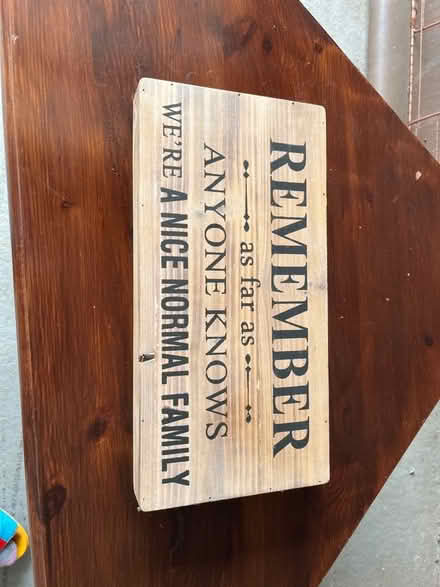 REMEMBER
as far as
ANYONE KNOWS
WE'RE A NICE NORMAL FAMILY